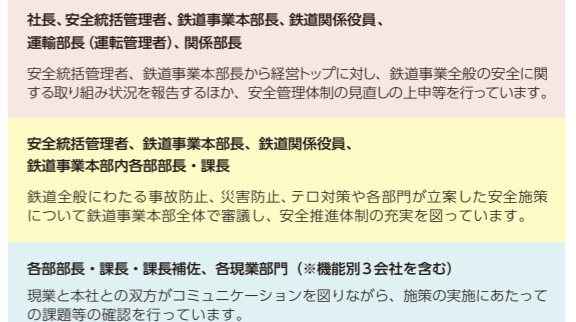 社長、安全統括管理者、鉄道事業本部長、鉄道関係役員、
運輸部長（運転管理者）、関係部長
安全統括管理者、鉄道事業本部長から経営トップに対し、鉄道事業全般の安全に関
する取り組み状況を報告するほか、安全管理体制の見直しの上申等を行っています。
安全統括管理者、鉄道事業本部長、鉄道関係役員、
鉄道事業本部内各部部長・課長
鉄道全般にわたる事故防止、災害防止、テロ対策や各部門が立案した安全施策
について鉄道事業本部全体で審議し、安全推進体制の充実を図っています。
各部部長・課長・課長補佐、各現業部門（※機能別３会社を含む）
現業と本社との双方がコミュニケーションを図りながら、施策の実施にあたって
の課題等の確認を行っています。